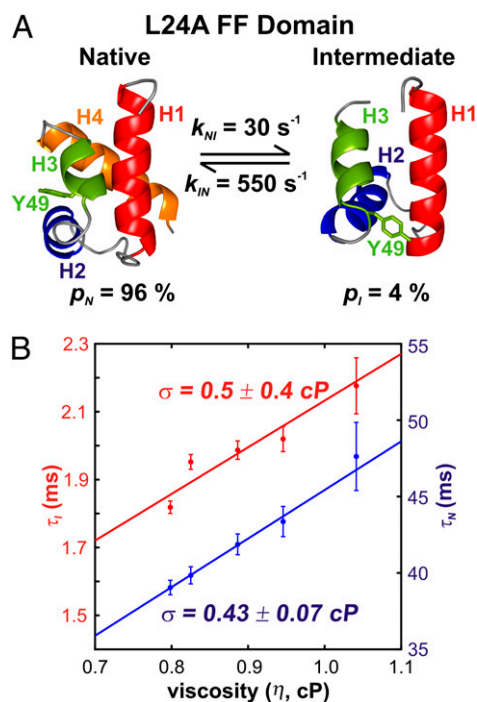 A
L24A FF Domain
Native
Intermediate
H4
H1
H3
Y49
H2
k_NI = 30 s⁻¹
k_IN = 550 s⁻¹
H3
H1
H2
Y49
p_N = 96 %
p_I = 4 %
B
2.3
2.1
1.9
1.7
1.5
τ_I (ms)
σ = 0.5 ± 0.4 cP
σ = 0.43 ± 0.07 cP
55
50
45
40
35
τ_N (ms)
0.7 0.8 0.9 1.0 1.1
viscosity (η, cP)